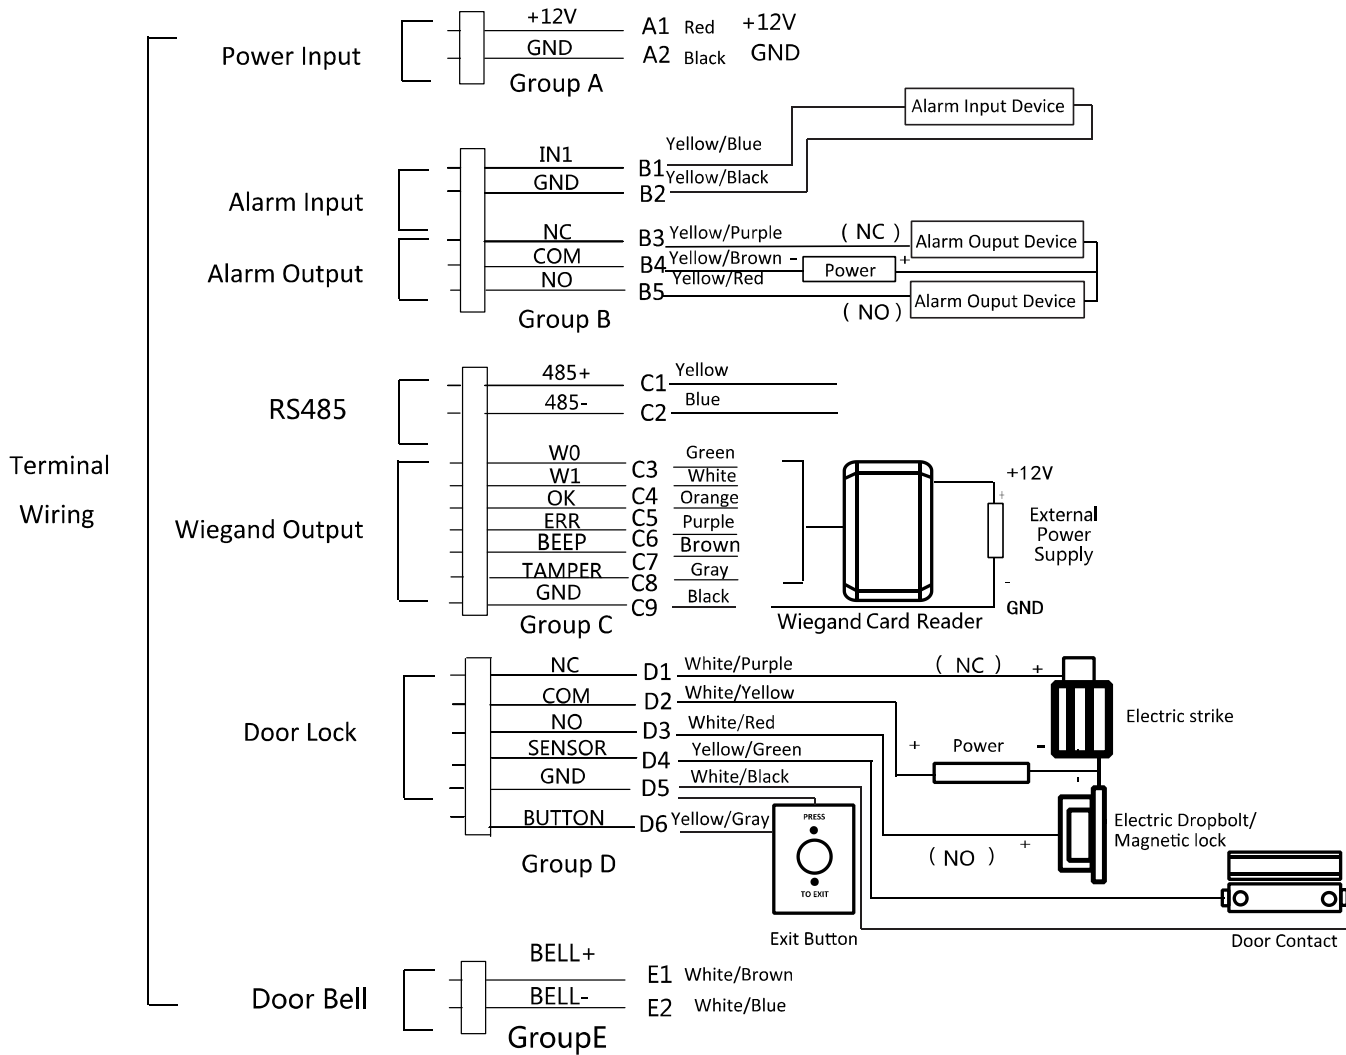 Terminal
Wiring
Power Input
+12V
A1 Red +12V
GND
A2 Black GND
Group A
Alarm Input Device
Alarm Input
IN1
B1 Yellow/Blue
GND
B2 Yellow/Black
Alarm Output
NC
B3 Yellow/Purple ( NC ) Alarm Ouput Device
COM
B4 Yellow/Brown - Power +
NO
B5 Yellow/Red ( NO ) Alarm Ouput Device
Group B
RS485
485+
C1 Yellow
485-
C2 Blue
Wiegand Output
W0
C3 Green
W1
C4 White
OK
C5 Orange
ERR
C6 Purple
BEEP
C7 Brown
TAMPER
C8 Gray
GND
C9 Black
Group C
+12V
+
External
Power
Supply
-
GND
Wiegand Card Reader
Door Lock
NC
D1 White/Purple ( NC ) +
COM
D2 White/Yellow
Electric strike
NO
D3 White/Red
+ Power -
SENSOR
D4 Yellow/Green
-
GND
D5 White/Black
BUTTON
D6 Yellow/Gray
Group D
PRESS
TO EXIT
Exit Button
( NO ) +
Electric Dropbolt/
Magnetic lock
Door Contact
Door Bell
BELL+
E1 White/Brown
BELL-
E2 White/Blue
GroupE